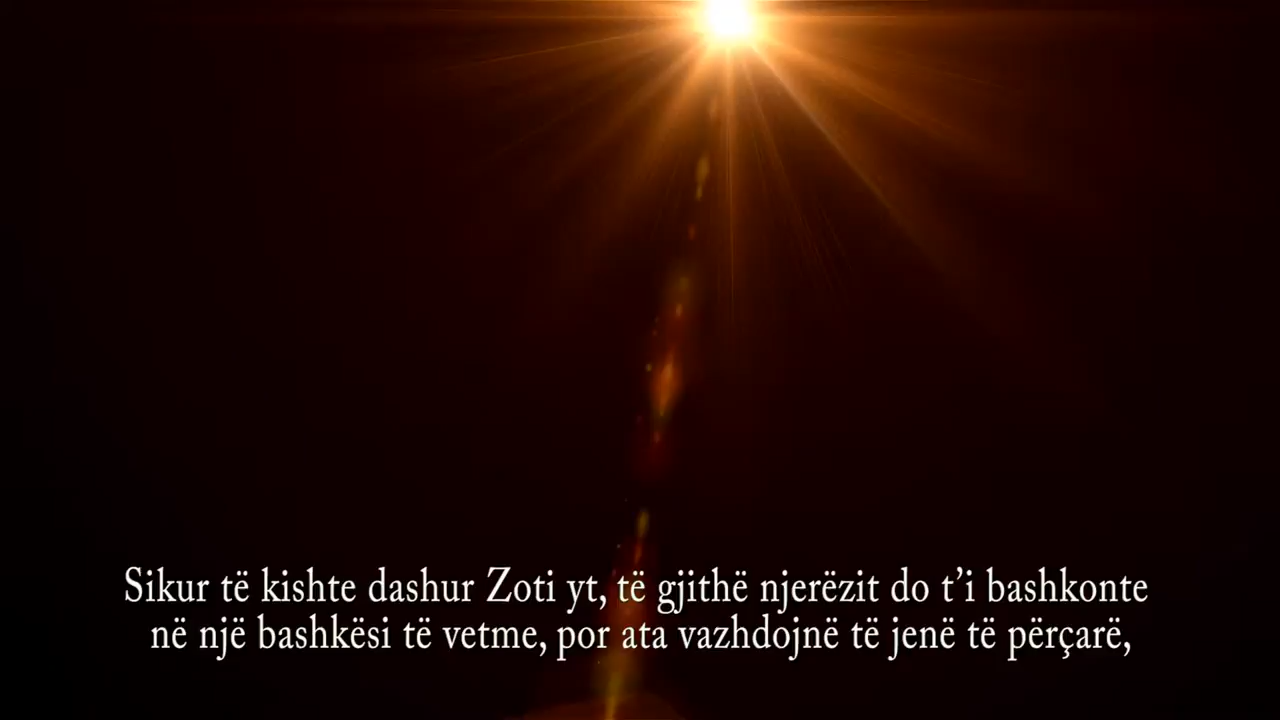 Sikur të kishte dashur Zoti yt, të gjithë njerëzit do t’i bashkonte
në një bashkësi të vetme, por ata vazhdojnë të jenë të përçarë,